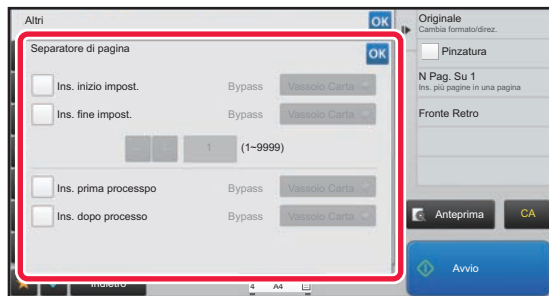 Altri
OK
Separatore di pagina
OK
Ins. inizio impost.
Bypass
Vassoio Carta
Ins. fine impost.
Bypass
Vassoio Carta
1
(1~9999)
Ins. prima processpo
Bypass
Vassoio Carta
Ins. dopo processo
Bypass
Vassoio Carta
Indietro
4 A4
Originale
Cambia formato/direz.
Pinzatura
N Pag. Su 1
Ins. più pagine in una pagina
Fronte Retro
Anteprima
CA
Avvio